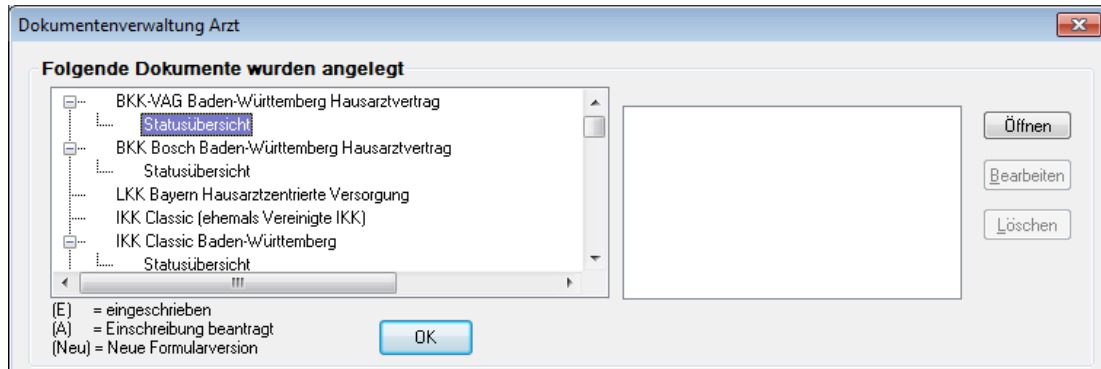 Dokumentenverwaltung Arzt
Folgende Dokumente wurden angelegt
BKK-VAG Baden-Württemberg Hausarztvertrag
Statusübersicht
BKK Bosch Baden-Württemberg Hausarztvertrag
Statusübersicht
LKK Bayern Hausarztzentrierte Versorgung
IKK Classic (ehemals Vereinigte IKK)
IKK Classic Baden-Württemberg
Statusübersicht
Öffnen
Bearbeiten
Löschen
(E) = eingeschrieben
(A) = Einschreibung beantragt
(Neu) = Neue Formularversion
OK